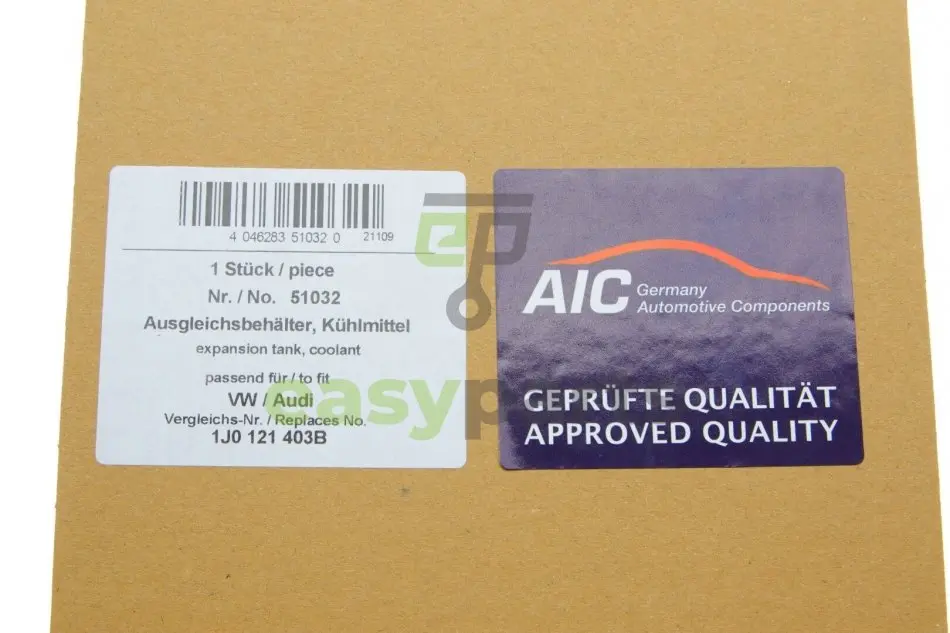 4 046283 51032 0 21109
1 Stück / piece
Nr. / No. 51032
Ausgleichsbehälter, Kühlmittel
expansion tank, coolant
passend für / to fit
VW / Audi
Vergleichs-Nr. / Replaces No.
1J0 121 403B
AIC Germany
Automotive Components
GEPRÜFTE QUALITÄT
APPROVED QUALITY
ep